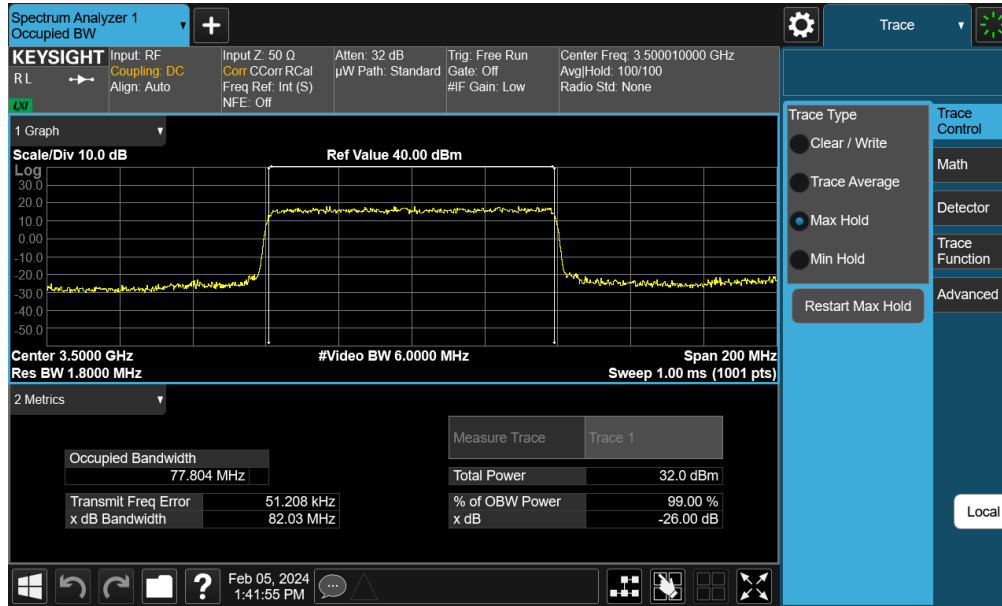 Spectrum Analyzer 1
Occupied BW
+
Trace
KEYSIGHT
R L
LXI
Input: RF
Coupling: DC
Align: Auto
Input Z: 50 Ω
Corr CCorr RCal
Freq Ref: Int (S)
NFE: Off
Atten: 32 dB
µW Path: Standard
Trig: Free Run
Gate: Off
#IF Gain: Low
Center Freq: 3.500010000 GHz
Avg|Hold: 100/100
Radio Std: None
1 Graph
Scale/Div 10.0 dB
Ref Value 40.00 dBm
Log
30.0
20.0
10.0
0.00
-10.0
-20.0
-30.0
-40.0
-50.0
Center 3.5000 GHz
#Video BW 6.0000 MHz
Span 200 MHz
Res BW 1.8000 MHz
Sweep 1.00 ms (1001 pts)
2 Metrics
Measure Trace
Trace 1
Occupied Bandwidth
77.804 MHz
Total Power
32.0 dBm
Transmit Freq Error
51.208 kHz
% of OBW Power
99.00 %
x dB Bandwidth
82.03 MHz
x dB
-26.00 dB
Trace Type
Clear / Write
Trace Average
Max Hold
Min Hold
Restart Max Hold
Trace
Control
Math
Detector
Trace
Function
Advanced
Local
?
Feb 05, 2024
1:41:55 PM